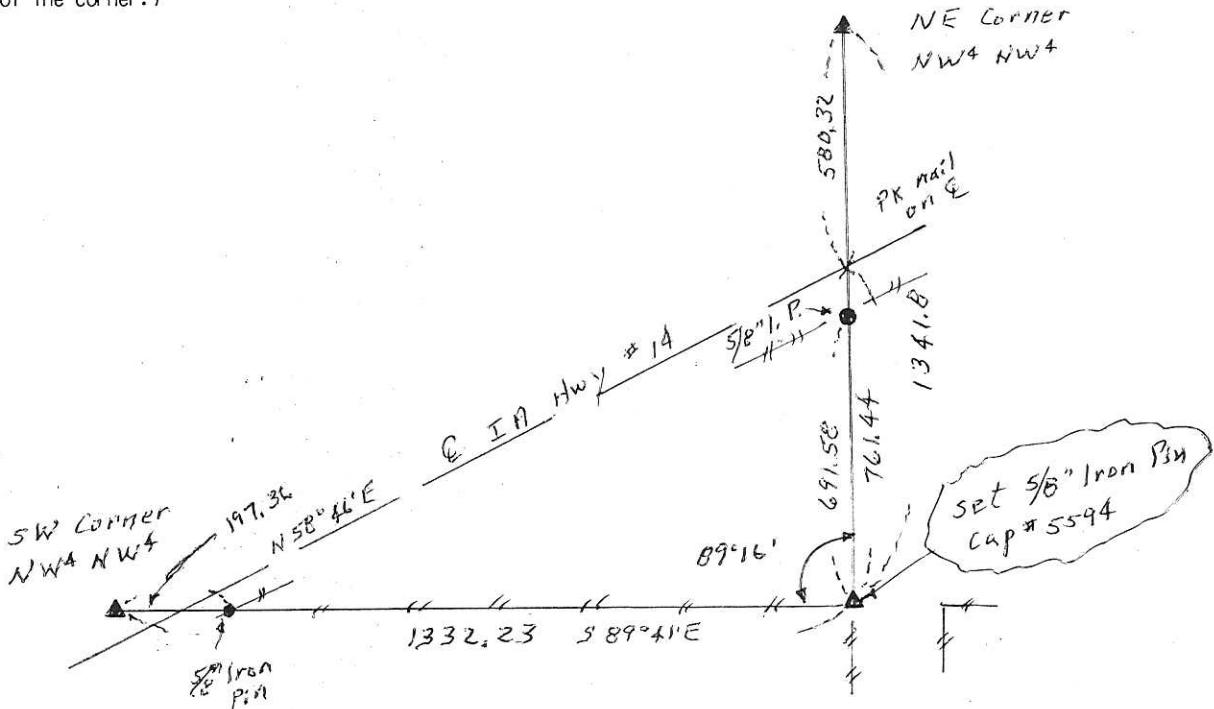 of the corner.)
NE Corner
NW4 NW4
580.32
PK nail
on ℄
5/8" I.P.
1341.8
℄ IA Hwy #14
691.58
761.44
set 5/8" Iron Pin
cap #5594
SW Corner
NW4 NW4
197.36
N 58°46'E
89°16'
1332.23 S 89°41'E
5/8" Iron
Pin